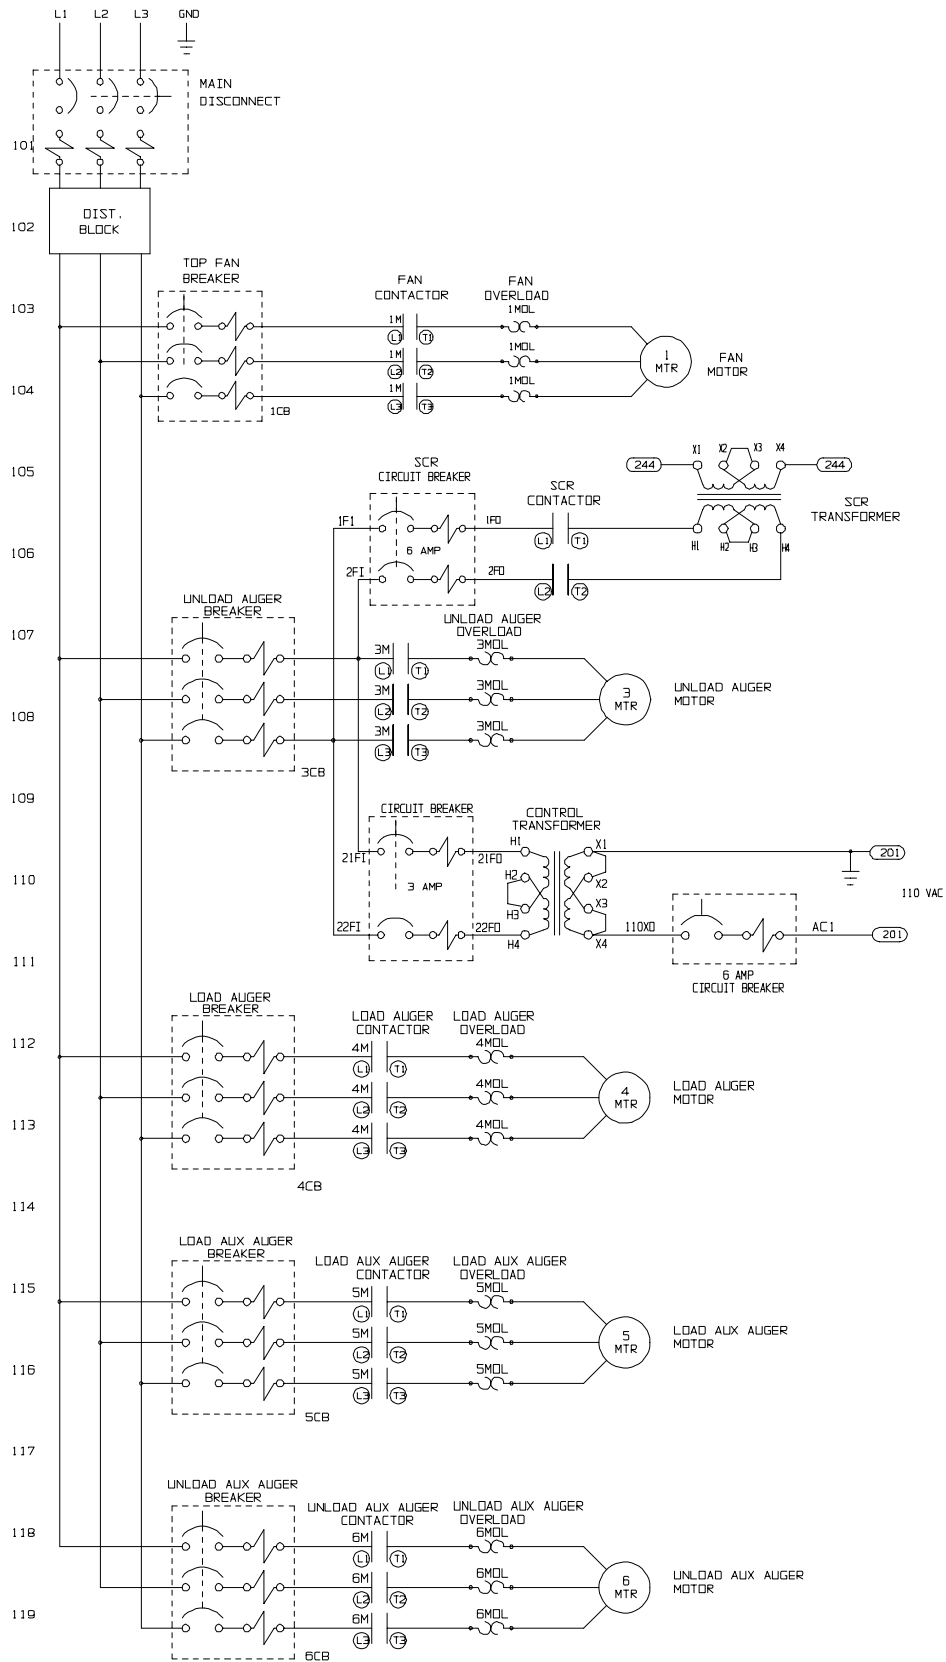 L1 L2 L3 GND
MAIN
DISCONNECT
101
DIST.
BLOCK
102
TOP FAN
BREAKER
FAN
CONTACTOR
FAN
OVERLOAD
103
1M
L1 T1
1MOL
1M
L2 T2
1MOL
1
MTR
FAN
MOTOR
104
1M
L3 T3
1MOL
1CB
105
SCR
CIRCUIT BREAKER
SCR
CONTACTOR
244
X1 X2 X3 X4
244
SCR
TRANSFORMER
1F1
1FO
L1 T1
H1 H2 H3 H4
106
6 AMP
2FI
2FO
L2 T2
UNLOAD AUGER
BREAKER
UNLOAD AUGER
OVERLOAD
107
3M
L1 T1
3MOL
3M
L2 T2
3MOL
3
MTR
UNLOAD AUGER
MOTOR
108
3M
L3 T3
3MOL
3CB
109
CIRCUIT BREAKER
CONTROL
TRANSFORMER
21FI
21FO
H1
X1
201
110
3 AMP
H2
X2
110 VAC
H3
X3
22FI
22FO
H4
X4
110XO
AC1
201
111
6 AMP
CIRCUIT BREAKER
LOAD AUGER
BREAKER
LOAD AUGER
CONTACTOR
LOAD AUGER
OVERLOAD
112
4M
L1 T1
4MOL
4M
L2 T2
4MOL
4
MTR
LOAD AUGER
MOTOR
113
4M
L3 T3
4MOL
4CB
114
LOAD AUX AUGER
BREAKER
LOAD AUX AUGER
CONTACTOR
LOAD AUX AUGER
OVERLOAD
115
5M
L1 T1
5MOL
5M
L2 T2
5MOL
5
MTR
LOAD AUX AUGER
MOTOR
116
5M
L3 T3
5MOL
5CB
117
UNLOAD AUX AUGER
BREAKER
UNLOAD AUX AUGER
CONTACTOR
UNLOAD AUX AUGER
OVERLOAD
118
6M
L1 T1
6MOL
6M
L2 T2
6MOL
6
MTR
UNLOAD AUX AUGER
MOTOR
119
6M
L3 T3
6MOL
6CB